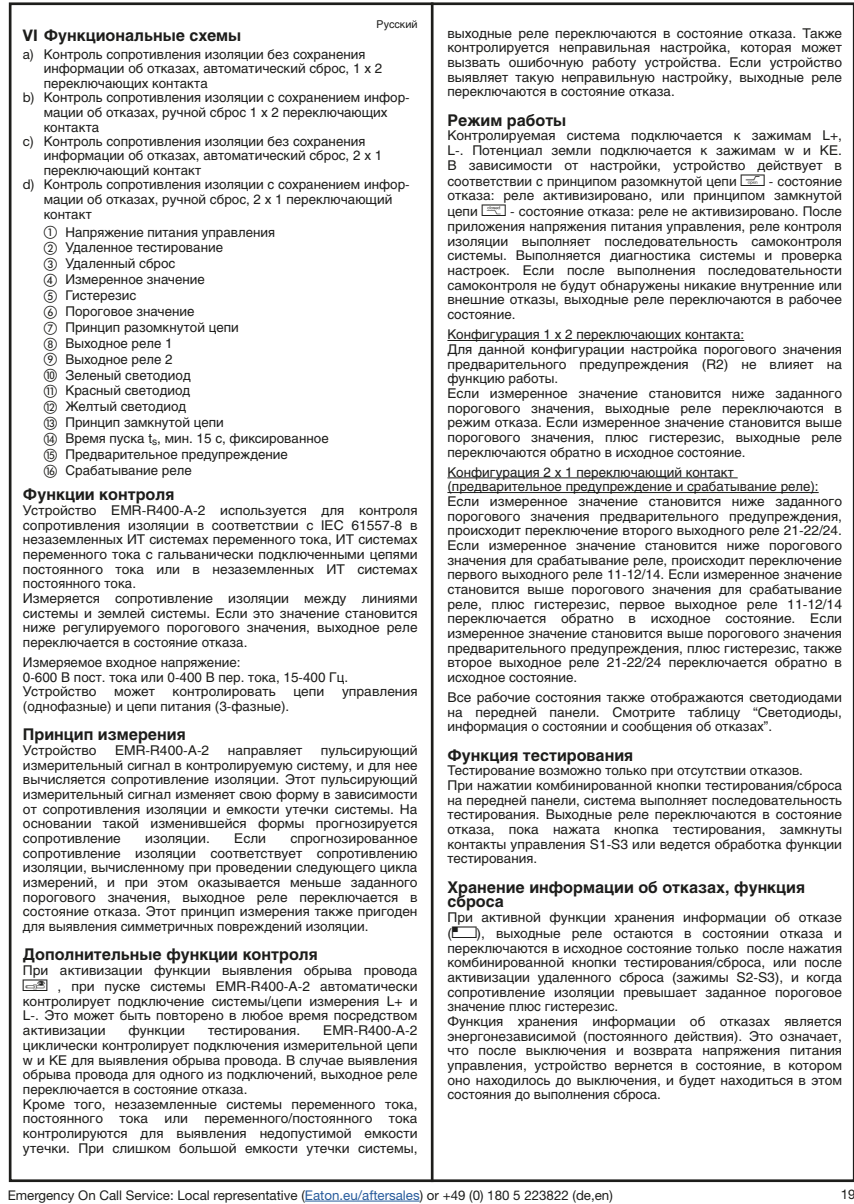 Русский
VI Функциональные схемы
a) Контроль сопротивления изоляции без сохранения
информации об отказах, автоматический сброс, 1 x 2
переключающих контакта
b) Контроль сопротивления изоляции с сохранением инфор-
мации об отказах, ручной сброс 1 x 2 переключающих
контакта
c) Контроль сопротивления изоляции без сохранения
информации об отказах, автоматический сброс, 2 x 1
переключающий контакт
d) Контроль сопротивления изоляции с сохранением инфор-
мации об отказах, ручной сброс, 2 x 1 переключающий
контакт
① Напряжение питания управления
② Удаленное тестирование
③ Удаленный сброс
④ Измеренное значение
⑤ Гистерезис
⑥ Пороговое значение
⑦ Принцип разомкнутой цепи
⑧ Выходное реле 1
⑨ Выходное реле 2
⑩ Зеленый светодиод
⑪ Красный светодиод
⑫ Желтый светодиод
⑬ Принцип замкнутой цепи
⑭ Время пуска ts, мин. 15 с, фиксированное
⑮ Предварительное предупреждение
⑯ Срабатывание реле
Функции контроля
Устройство EMR-R400-A-2 используется для контроля
сопротивления изоляции в соответствии с IEC 61557-8 в
незаземленных ИТ системах переменного тока, ИТ системах
переменного тока с гальванически подключенными цепями
постоянного тока или в незаземленных ИТ системах
постоянного тока.
Измеряется сопротивление изоляции между линиями
системы и землей системы. Если это значение становится
ниже регулируемого порогового значения, выходное реле
переключается в состояние отказа.
Измеряемое входное напряжение:
0-600 В пост. тока или 0-400 В пер. тока, 15-400 Гц.
Устройство может контролировать цепи управления
(однофазные) и цепи питания (3-фазные).
Принцип измерения
Устройство EMR-R400-A-2 направляет пульсирующий
измерительный сигнал в контролируемую систему, и для нее
вычисляется сопротивление изоляции. Этот пульсирующий
измерительный сигнал изменяет свою форму в зависимости
от сопротивления изоляции и емкости утечки системы. На
основании такой изменившейся формы прогнозируется
сопротивление изоляции. Если спрогнозированное
сопротивление изоляции соответствует сопротивлению
изоляции, вычисленному при проведении следующего цикла
измерений, и при этом оказывается меньше заданного
порогового значения, выходное реле переключается в
состояние отказа. Этот принцип измерения также пригоден
для выявления симметричных повреждений изоляции.
Дополнительные функции контроля
При активизации функции выявления обрыва провода
, при пуске системы EMR-R400-A-2 автоматически
контролирует подключение системы/цепи измерения L+ и
L-. Это может быть повторено в любое время посредством
активизации функции тестирования. EMR-R400-A-2
циклически контролирует подключения измерительной цепи
w и KE для выявления обрыва провода. В случае выявления
обрыва провода для одного из подключений, выходное реле
переключается в состояние отказа.
Кроме того, незаземленные системы переменного тока,
постоянного тока или переменного/постоянного тока
контролируются для выявления недопустимой емкости
утечки. При слишком большой емкости утечки системы,
выходные реле переключаются в состояние отказа. Также
контролируется неправильная настройка, которая может
вызвать ошибочную работу устройства. Если устройство
выявляет такую неправильную настройку, выходные реле
переключаются в состояние отказа.
Режим работы
Контролируемая система подключается к зажимам L+,
L-. Потенциал земли подключается к зажимам w и KE.
В зависимости от настройки, устройство действует в
соответствии с принципом разомкнутой цепи - состояние
отказа: реле активизировано, или принципом замкнутой
цепи - состояние отказа: реле не активизировано. После
приложения напряжения питания управления, реле контроля
изоляции выполняет последовательность самоконтроля
системы. Выполняется диагностика системы и проверка
настроек. Если после выполнения последовательности
самоконтроля не будут обнаружены никакие внутренние или
внешние отказы, выходные реле переключаются в рабочее
состояние.
Конфигурация 1 x 2 переключающих контакта:
Для данной конфигурации настройка порогового значения
предварительного предупреждения (R2) не влияет на
функцию работы.
Если измеренное значение становится ниже заданного
порогового значения, выходные реле переключаются в
режим отказа. Если измеренное значение становится выше
порогового значения, плюс гистерезис, выходные реле
переключаются обратно в исходное состояние.
Конфигурация 2 x 1 переключающий контакт
(предварительное предупреждение и срабатывание реле):
Если измеренное значение становится ниже заданного
порогового значения предварительного предупреждения,
происходит переключение второго выходного реле 21-22/24.
Если измеренное значение становится ниже порогового
значения для срабатывание реле, происходит переключение
первого выходного реле 11-12/14. Если измеренное значение
становится выше порогового значения для срабатывание
реле, плюс гистерезис, первое выходное реле 11-12/14
переключается обратно в исходное состояние. Если
измеренное значение становится выше порогового значения
предварительного предупреждения, плюс гистерезис, также
второе выходное реле 21-22/24 переключается обратно в
исходное состояние.
Все рабочие состояния также отображаются светодиодами
на передней панели. Смотрите таблицу “Светодиоды,
информация о состоянии и сообщения об отказах”.
Функция тестирования
Тестирование возможно только при отсутствии отказов.
При нажатии комбинированной кнопки тестирования/сброса
на передней панели, система выполняет последовательность
тестирования. Выходные реле переключаются в состояние
отказа, пока нажата кнопка тестирования, замкнуты
контакты управления S1-S3 или ведется обработка функции
тестирования.
Хранение информации об отказах, функция
сброса
При активной функции хранения информации об отказе
(), выходные реле остаются в состоянии отказа и
переключаются в исходное состояние только после нажатия
комбинированной кнопки тестирования/сброса, или после
активизации удаленного сброса (зажимы S2-S3), и когда
сопротивление изоляции превышает заданное пороговое
значение плюс гистерезис.
Функция хранения информации об отказах является
энергонезависимой (постоянного действия). Это означает,
что после выключения и возврата напряжения питания
управления, устройство вернется в состояние, в котором
оно находилось до выключения, и будет находиться в этом
состояния до выполнения сброса.
Emergency On Call Service: Local representative (Eaton.eu/aftersales) or +49 (0) 180 5 223822 (de,en)
19